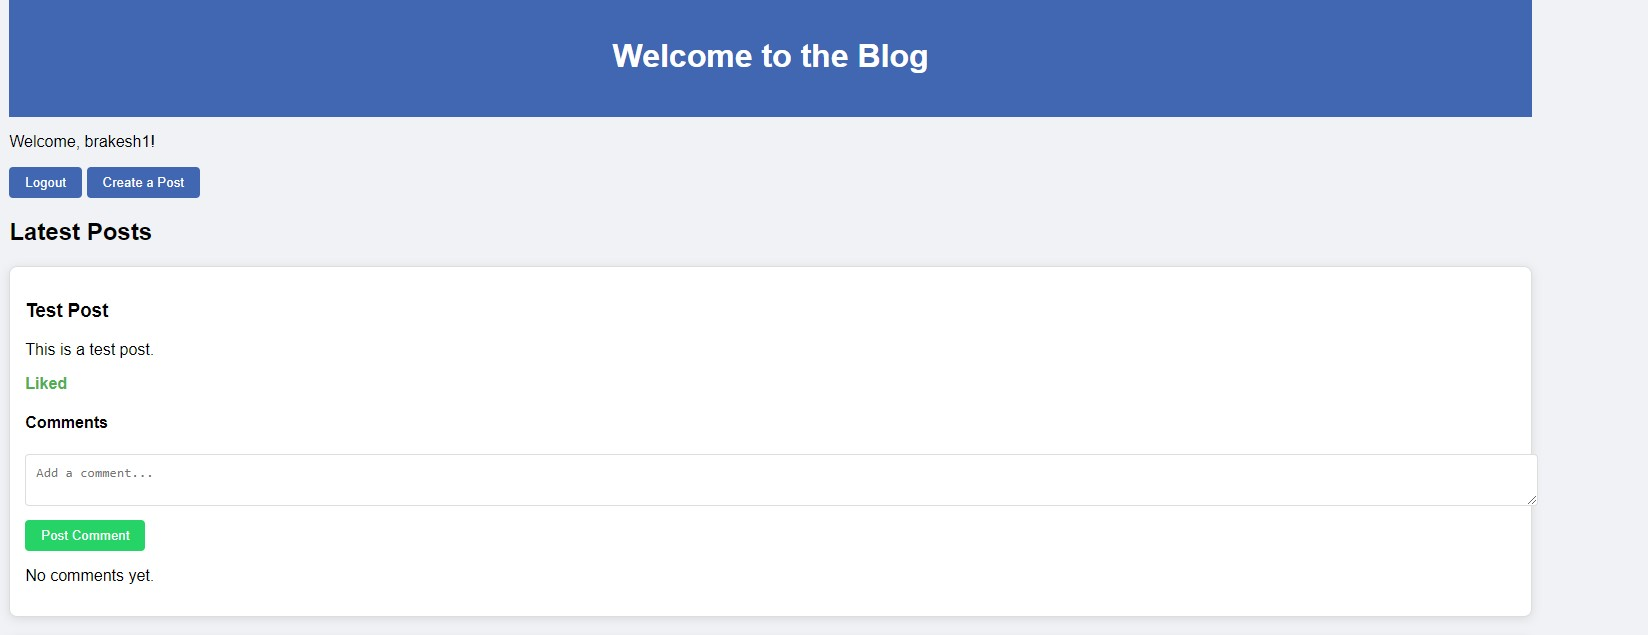 Welcome to the Blog
Welcome, brakesh1!
Logout Create a Post
Latest Posts
Test Post
This is a test post.
Liked
Comments
Add a comment...
Post Comment
No comments yet.